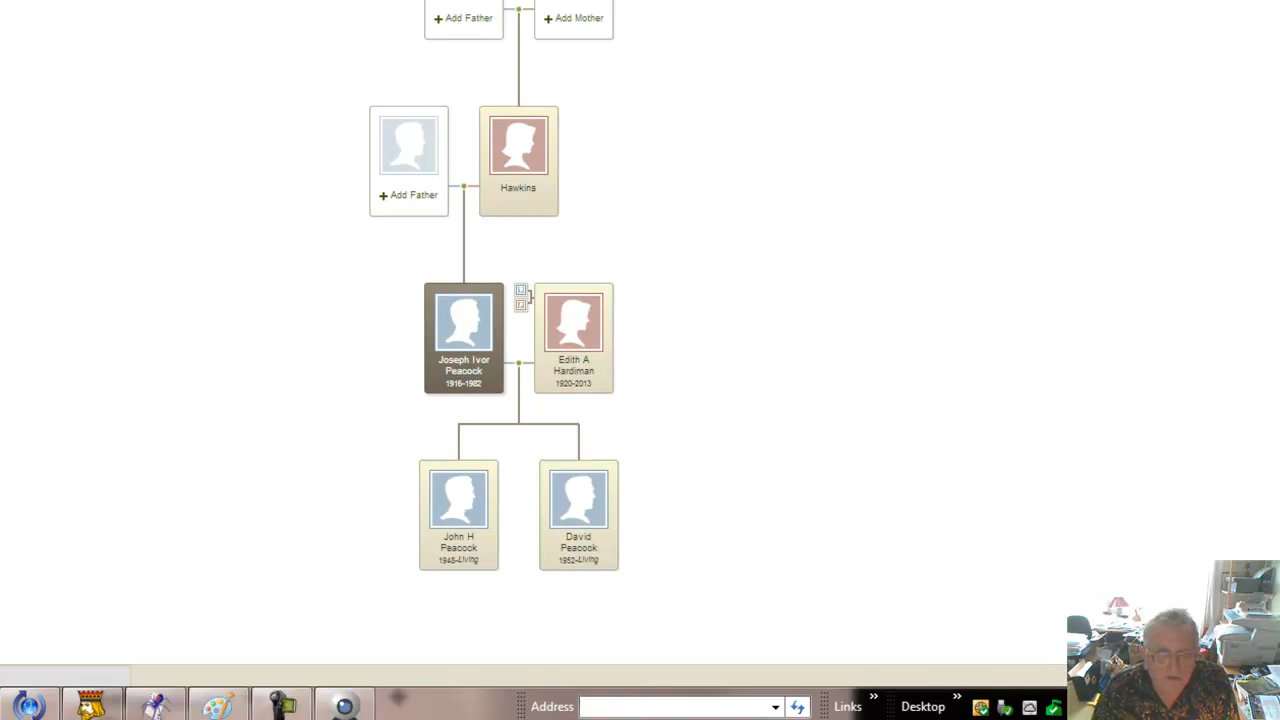 + Add Father
+ Add Mother
+ Add Father
Hawkins
Joseph Ivor
Peacock
1916-1982
Edith A
Hardiman
1920-2013
John H
Peacock
1948-Living
David
Peacock
1952-Living
Address
Links
»
Desktop
»